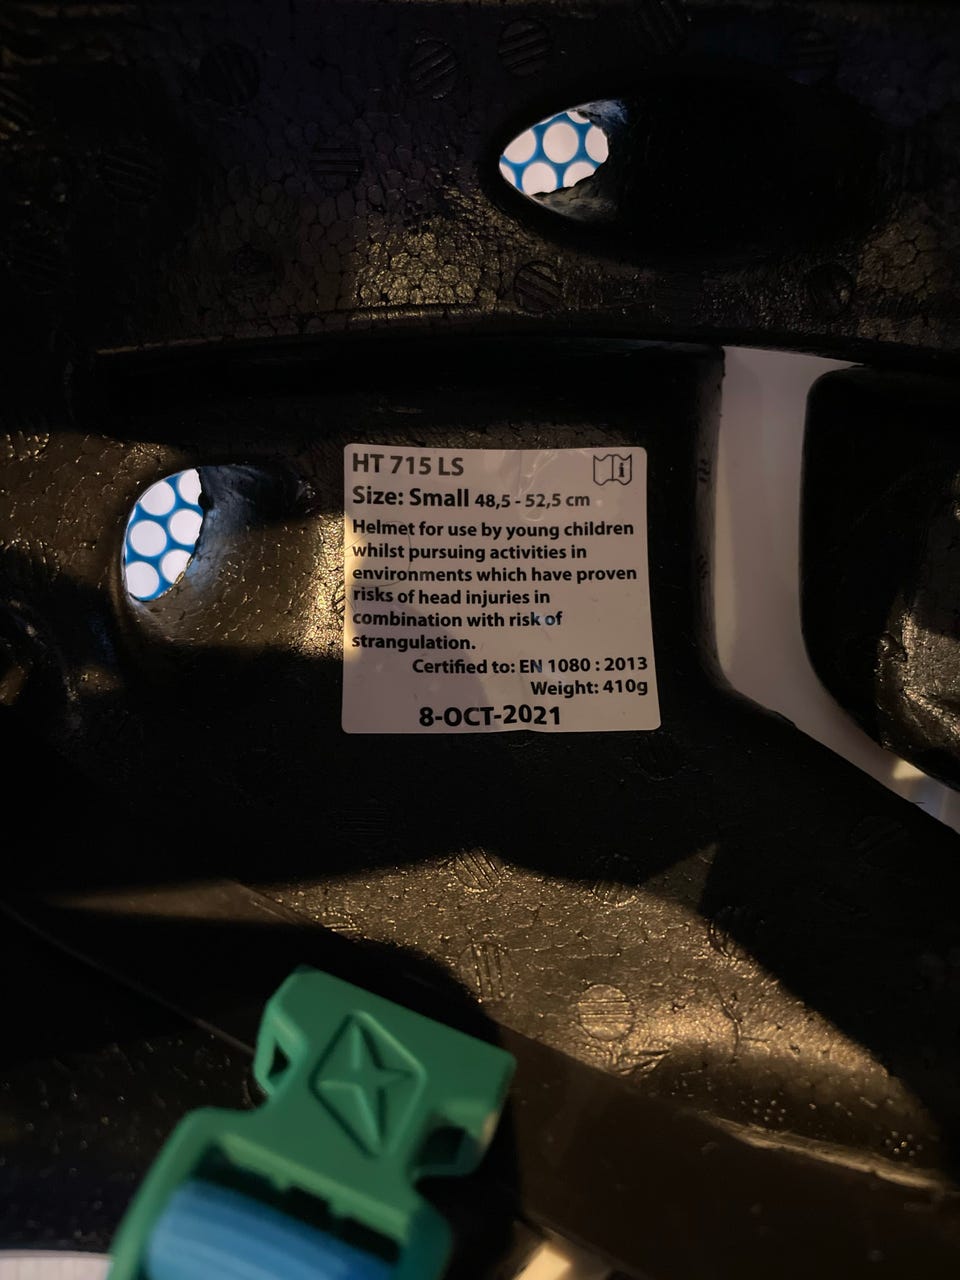 HT 715 LS
Size: Small 48,5 - 52,5 cm
Helmet for use by young children
whilst pursuing activities in
environments which have proven
risks of head injuries in
combination with risk of
strangulation.
Certified to: EN 1080 : 2013
Weight: 410g
8-OCT-2021